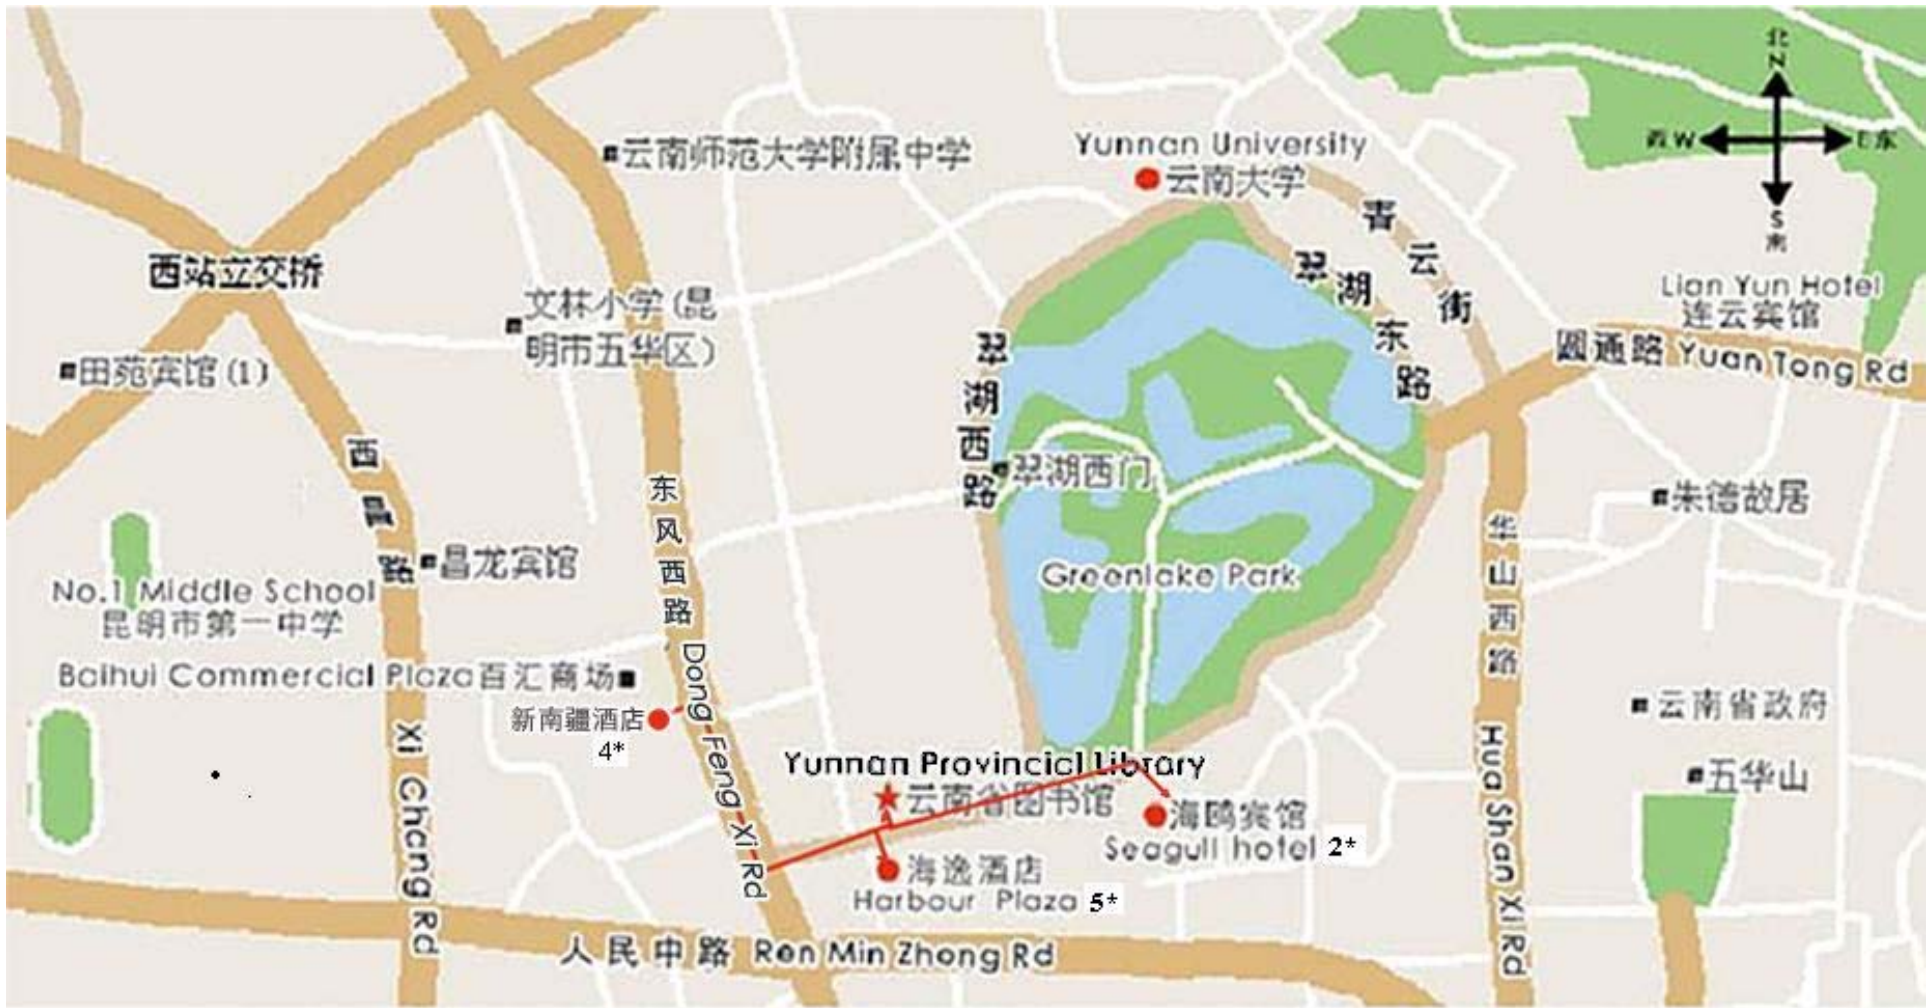 北
N
西 W
E 东
S
南
云南师范大学附属中学
Yunnan University
云南大学
青云街
翠湖东路
西站立交桥
Lian Yun Hotel
连云宾馆
文林小学 (昆
明市五华区)
田苑宾馆 (1)
圆通路 Yuan Tong Rd
翠湖西路
翠湖西门
西昌路
东风西路
朱德故居
昌龙宾馆
华山西路
Greenlake Park
No.1 Middle School
昆明市第一中学
Baihui Commercial Plaza 百汇商场
新南疆酒店
4*
Dong Feng Xi Rd
云南省政府
Xi Chang Rd
Hua Shan Xi Rd
Yunnan Provincial Library
云南省图书馆
五华山
海鸥宾馆
Seagull hotel 2*
海逸酒店
Harbour Plaza 5*
人民中路 Ren Min Zhong Rd